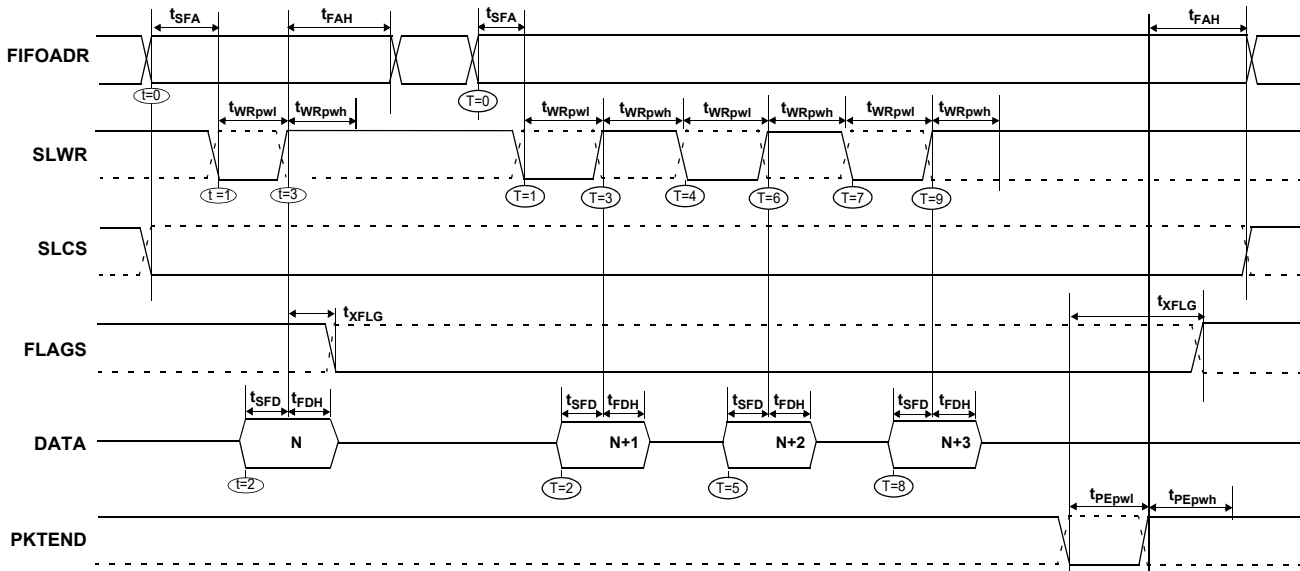 tSFA tFAH tSFA tFAH
FIFOADR
t=0 T=0
tWRpwl tWRpwh tWRpwl tWRpwh tWRpwl tWRpwh tWRpwl tWRpwh
SLWR
t =1 t=3 T=1 T=3 T=4 T=6 T=7 T=9
SLCS
tXFLG tXFLG
FLAGS
tSFD tFDH tSFD tFDH tSFD tFDH tSFD tFDH
DATA N N+1 N+2 N+3
t=2 T=2 T=5 T=8
tPEpwl tPEpwh
PKTEND